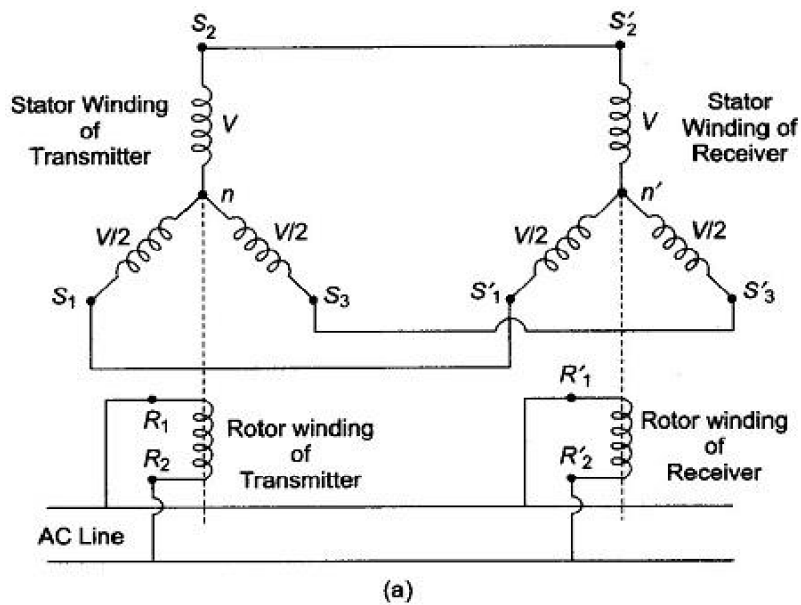 S2
S′2
Stator Winding
of
Transmitter
V
V
Stator
Winding of
Receiver
n
n′
V/2
V/2
V/2
V/2
S1
S3
S′1
S′3
R1
R2
Rotor winding
of
Transmitter
R′1
R′2
Rotor winding
of
Receiver
AC Line
(a)